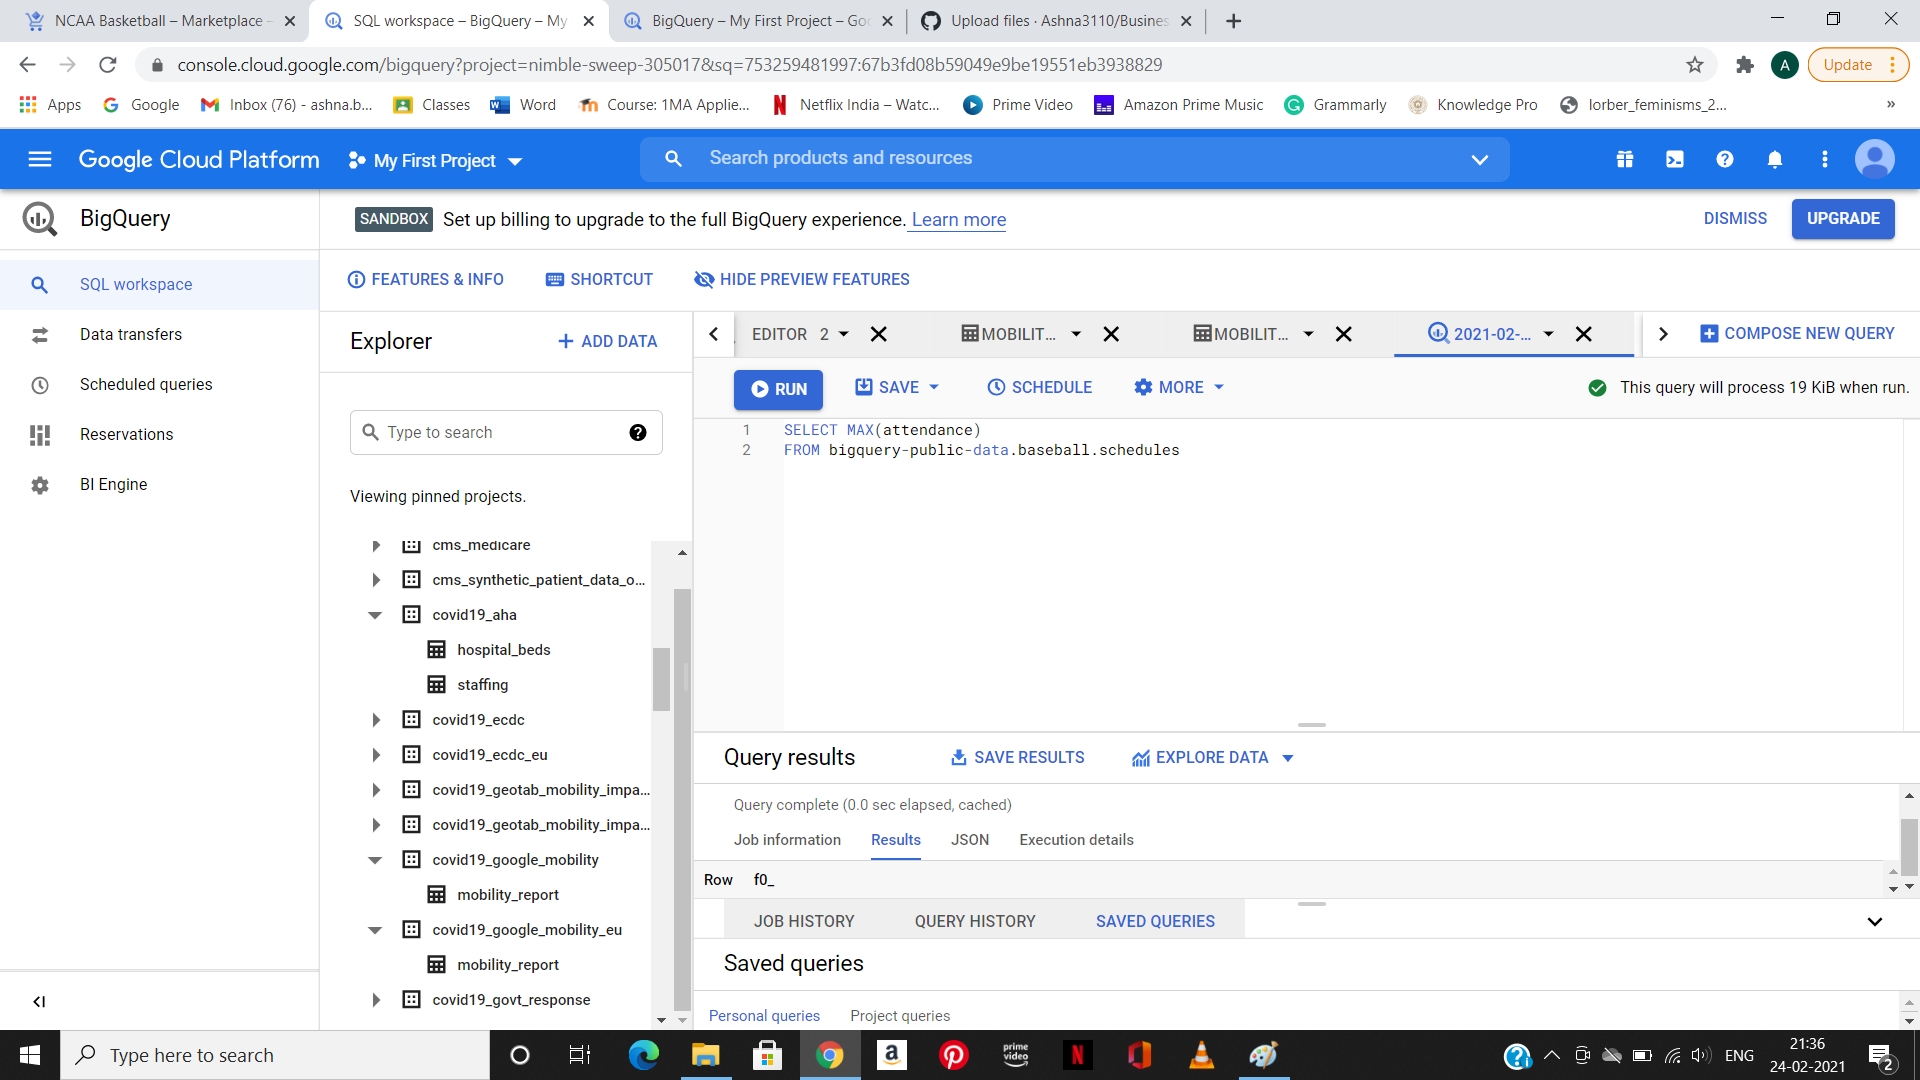 NCAA Basketball – Marketplace –
SQL workspace – BigQuery – My
BigQuery – My First Project – Goo
Upload files · Ashna3110/Busines
console.cloud.google.com/bigquery?project=nimble-sweep-305017&sq=753259481997:67b3fd08b59049e9be19551eb3938829
A
Update
Apps
Google
Inbox (76) - ashna.b...
Classes
Word
Course: 1MA Applie...
Netflix India – Watc...
Prime Video
Amazon Prime Music
Grammarly
Knowledge Pro
lorber_feminisms_2...
»
Google Cloud Platform
My First Project
Search products and resources
BigQuery
SANDBOX
Set up billing to upgrade to the full BigQuery experience. Learn more
DISMISS
UPGRADE
SQL workspace
Data transfers
Scheduled queries
Reservations
BI Engine
FEATURES & INFO
SHORTCUT
HIDE PREVIEW FEATURES
Explorer
ADD DATA
Type to search
Viewing pinned projects.
cms_medicare
cms_synthetic_patient_data_o...
covid19_aha
hospital_beds
staffing
covid19_ecdc
covid19_ecdc_eu
covid19_geotab_mobility_impa...
covid19_geotab_mobility_impa...
covid19_google_mobility
mobility_report
covid19_google_mobility_eu
mobility_report
covid19_govt_response
EDITOR 2
MOBILIT...
MOBILIT...
2021-02-...
COMPOSE NEW QUERY
RUN
SAVE
SCHEDULE
MORE
This query will process 19 KiB when run.
1 SELECT MAX(attendance)
2 FROM bigquery-public-data.baseball.schedules
Query results
SAVE RESULTS
EXPLORE DATA
Query complete (0.0 sec elapsed, cached)
Job information
Results
JSON
Execution details
Row f0_
JOB HISTORY
QUERY HISTORY
SAVED QUERIES
Saved queries
Personal queries
Project queries
Type here to search
prime video
ENG
21:36
24-02-2021
2